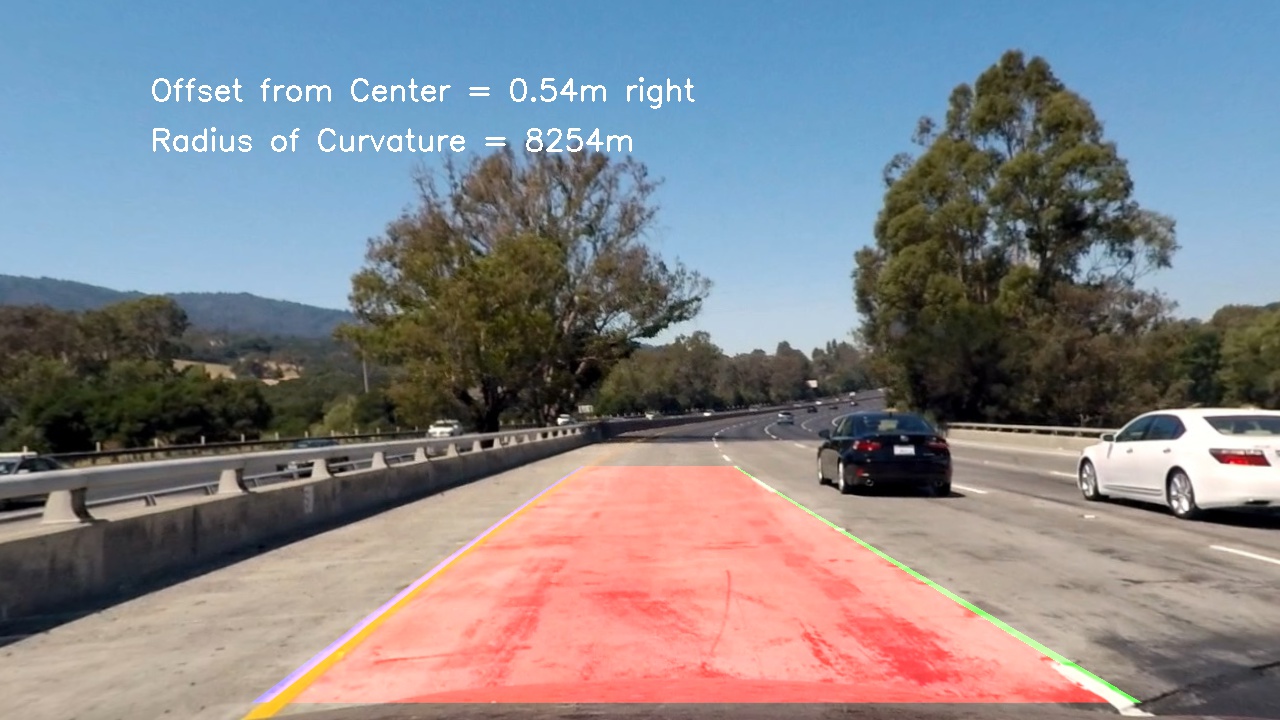 Offset from Center = 0.54m right
Radius of Curvature = 8254m